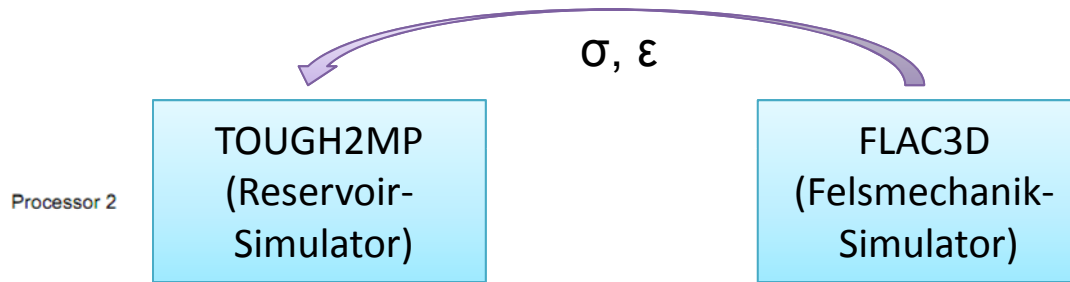 σ, ε
TOUGH2MP
(Reservoir-
Simulator)
FLAC3D
(Felsmechanik-
Simulator)
Processor 2